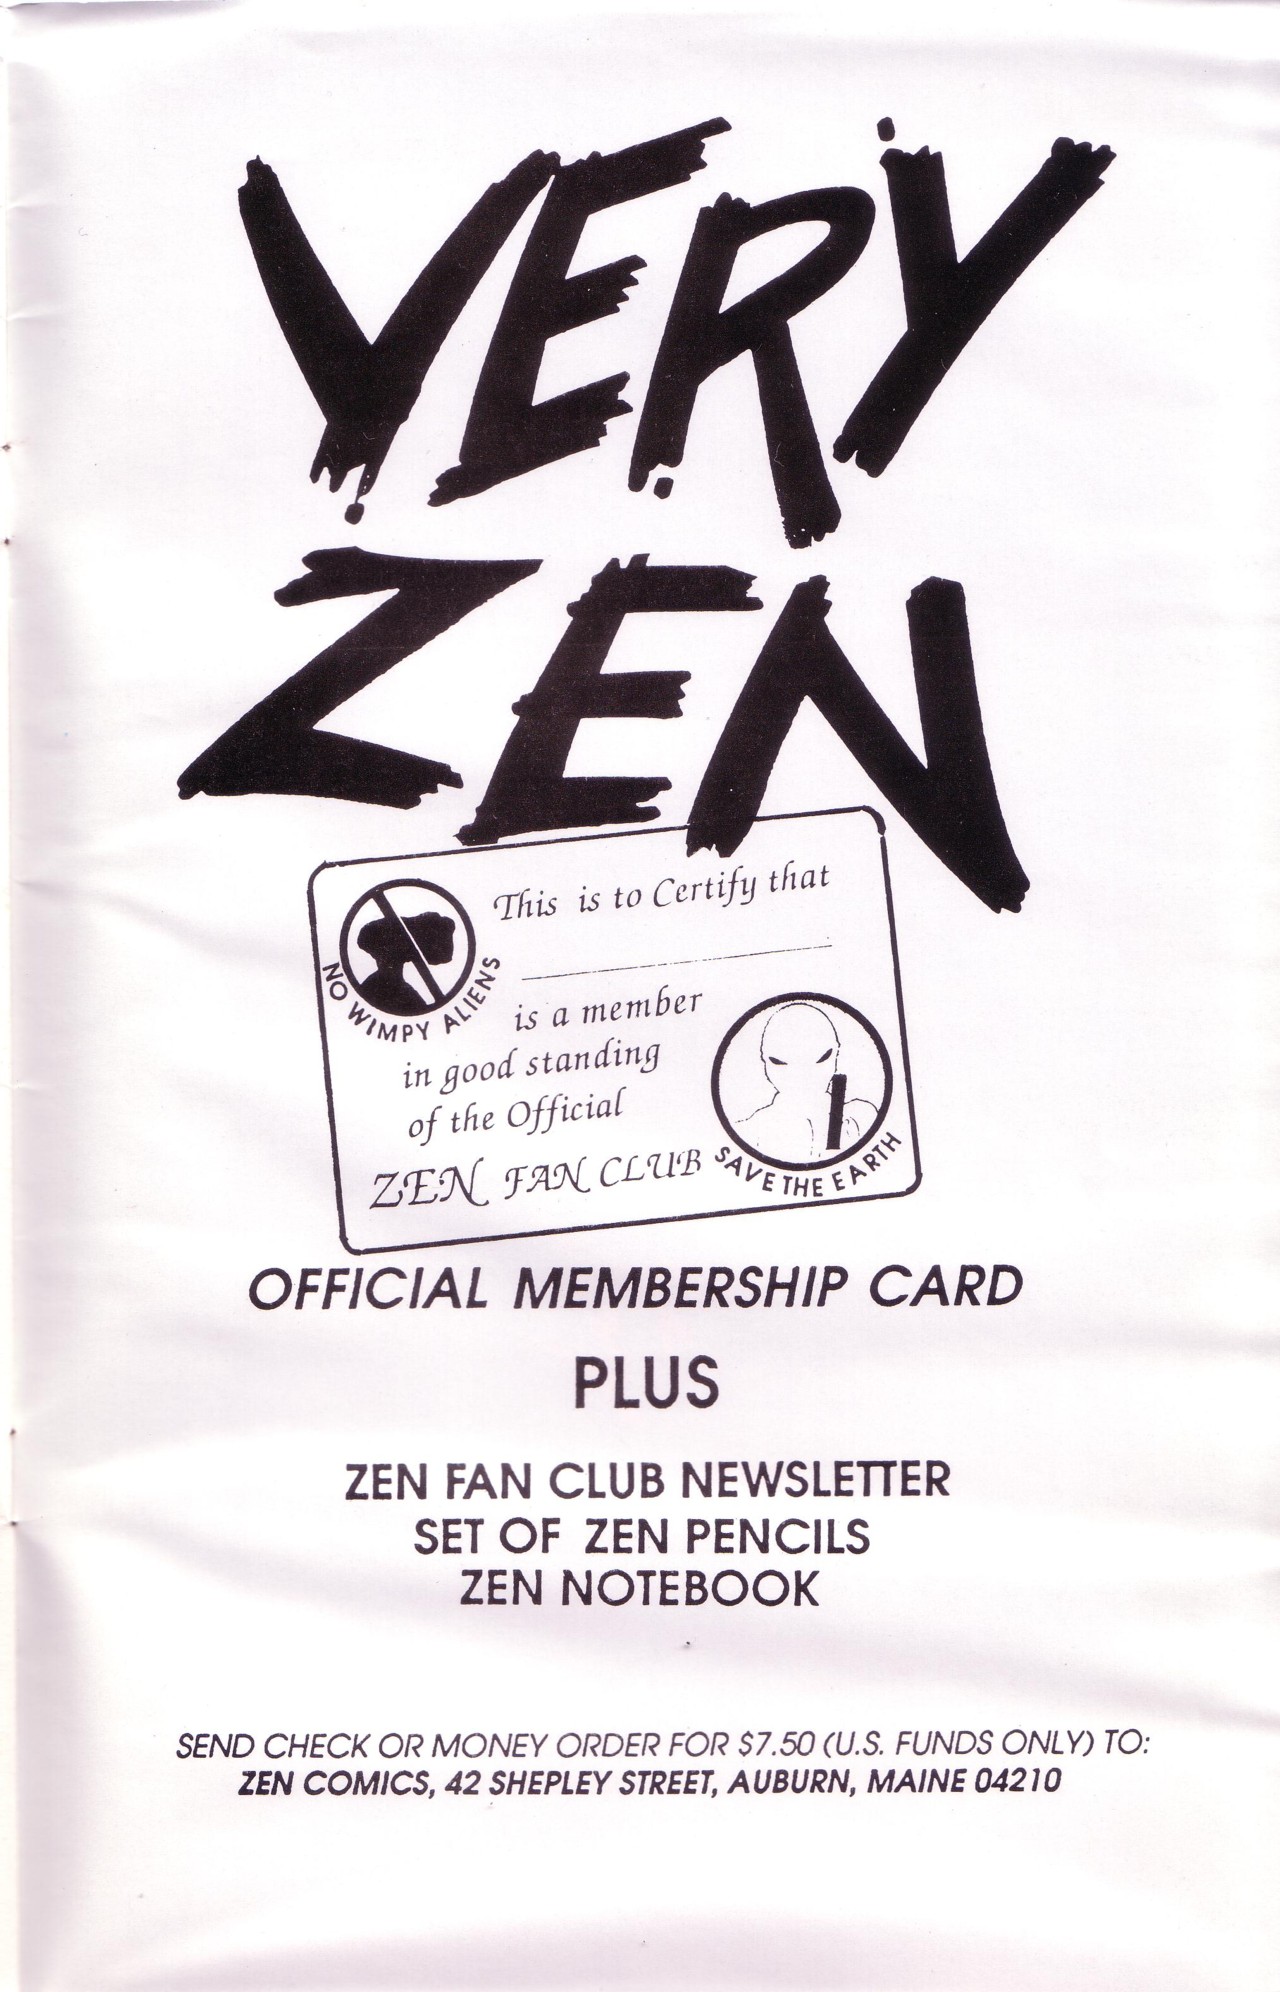 VERY
ZEN
This is to Certify that
NO WIMPY ALIENS
is a member
in good standing
of the Official
ZEN FAN CLUB
SAVE THE EARTH
OFFICIAL MEMBERSHIP CARD
PLUS
ZEN FAN CLUB NEWSLETTER
SET OF ZEN PENCILS
ZEN NOTEBOOK
SEND CHECK OR MONEY ORDER FOR $7.50 (U.S. FUNDS ONLY) TO:
ZEN COMICS, 42 SHEPLEY STREET, AUBURN, MAINE 04210